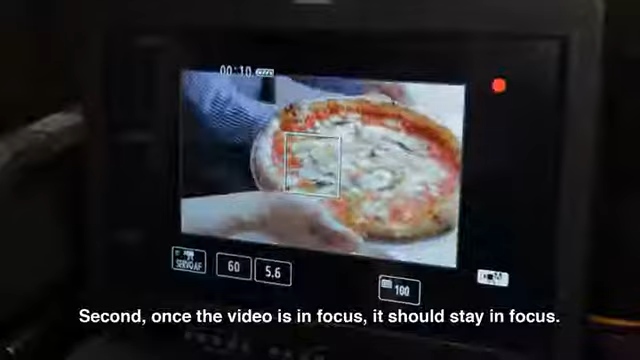 00:10
SERVO AF
60
5.6
100
Second, once the video is in focus, it should stay in focus.